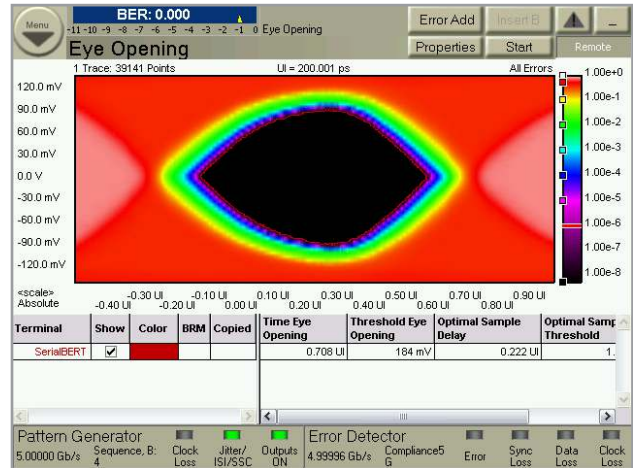 Menu
BER: 0.000
-11 -10 -9 -8 -7 -6 -5 -4 -3 -2 -1 0 Eye Opening
Error Add
Insert B
Eye Opening
Properties
Start
Remote
1 Trace: 39141 Points
UI = 200.001 ps
All Errors
120.0 mV
90.0 mV
60.0 mV
30.0 mV
0.0 V
-30.0 mV
-60.0 mV
-90.0 mV
-120.0 mV
1.00e+0
1.00e-1
1.00e-2
1.00e-3
1.00e-4
1.00e-5
1.00e-6
1.00e-7
1.00e-8
<scale>
Absolute
-0.30 UI -0.10 UI 0.10 UI 0.30 UI 0.50 UI 0.70 UI 0.90 UI
-0.40 UI -0.20 UI 0.00 UI 0.20 UI 0.40 UI 0.60 UI 0.80 UI
Terminal Show Color BRM Copied Time Eye Opening Threshold Eye Opening Optimal Sample Delay Optimal Samp Threshold
SerialBERT 0.708 UI 184 mV 0.222 UI 1.
Pattern Generator
5.00000 Gb/s
Sequence, B: 4
Clock Loss
Jitter/ ISI/SSC
Outputs ON
Error Detector
4.99996 Gb/s
Compliance5 G
Error
Sync Loss
Data Loss
Clock Loss